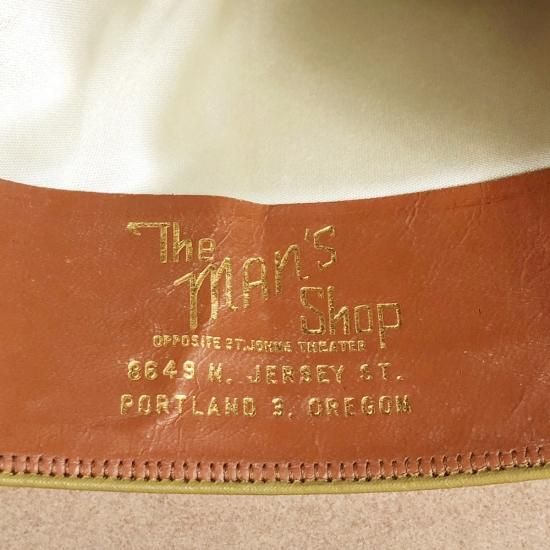 The
MAN's
Shop
OPPOSITE ST. JOHNS THEATER
8649 N. JERSEY ST.
PORTLAND 3, OREGON